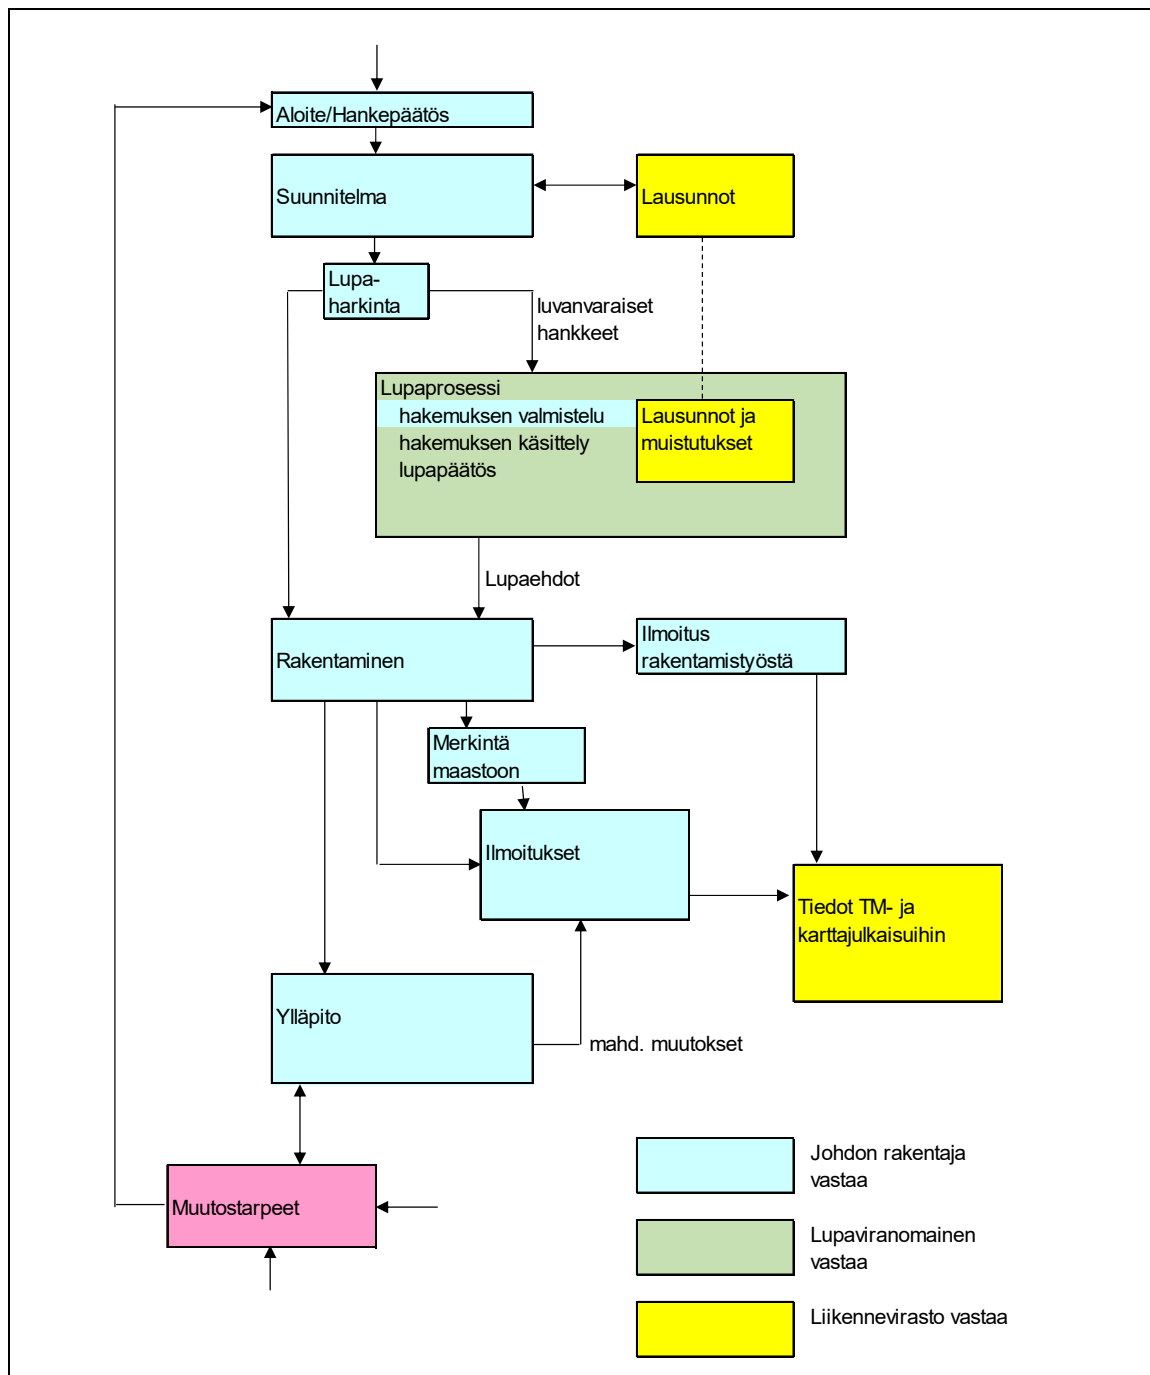 Aloite/Hankepäätös
Suunnitelma
Lausunnot
Lupa-
harkinta
luvanvaraiset
hankkeet
Lupaprosessi
hakemuksen valmistelu
hakemuksen käsittely
lupapäätös
Lausunnot ja
muistutukset
Lupaehdot
Rakentaminen
Ilmoitus
rakentamistyöstä
Merkintä
maastoon
Ilmoitukset
Tiedot TM- ja
karttajulkaisuihin
Ylläpito
mahd. muutokset
Muutostarpeet
Johdon rakentaja
vastaa
Lupaviranomainen
vastaa
Liikennevirasto vastaa